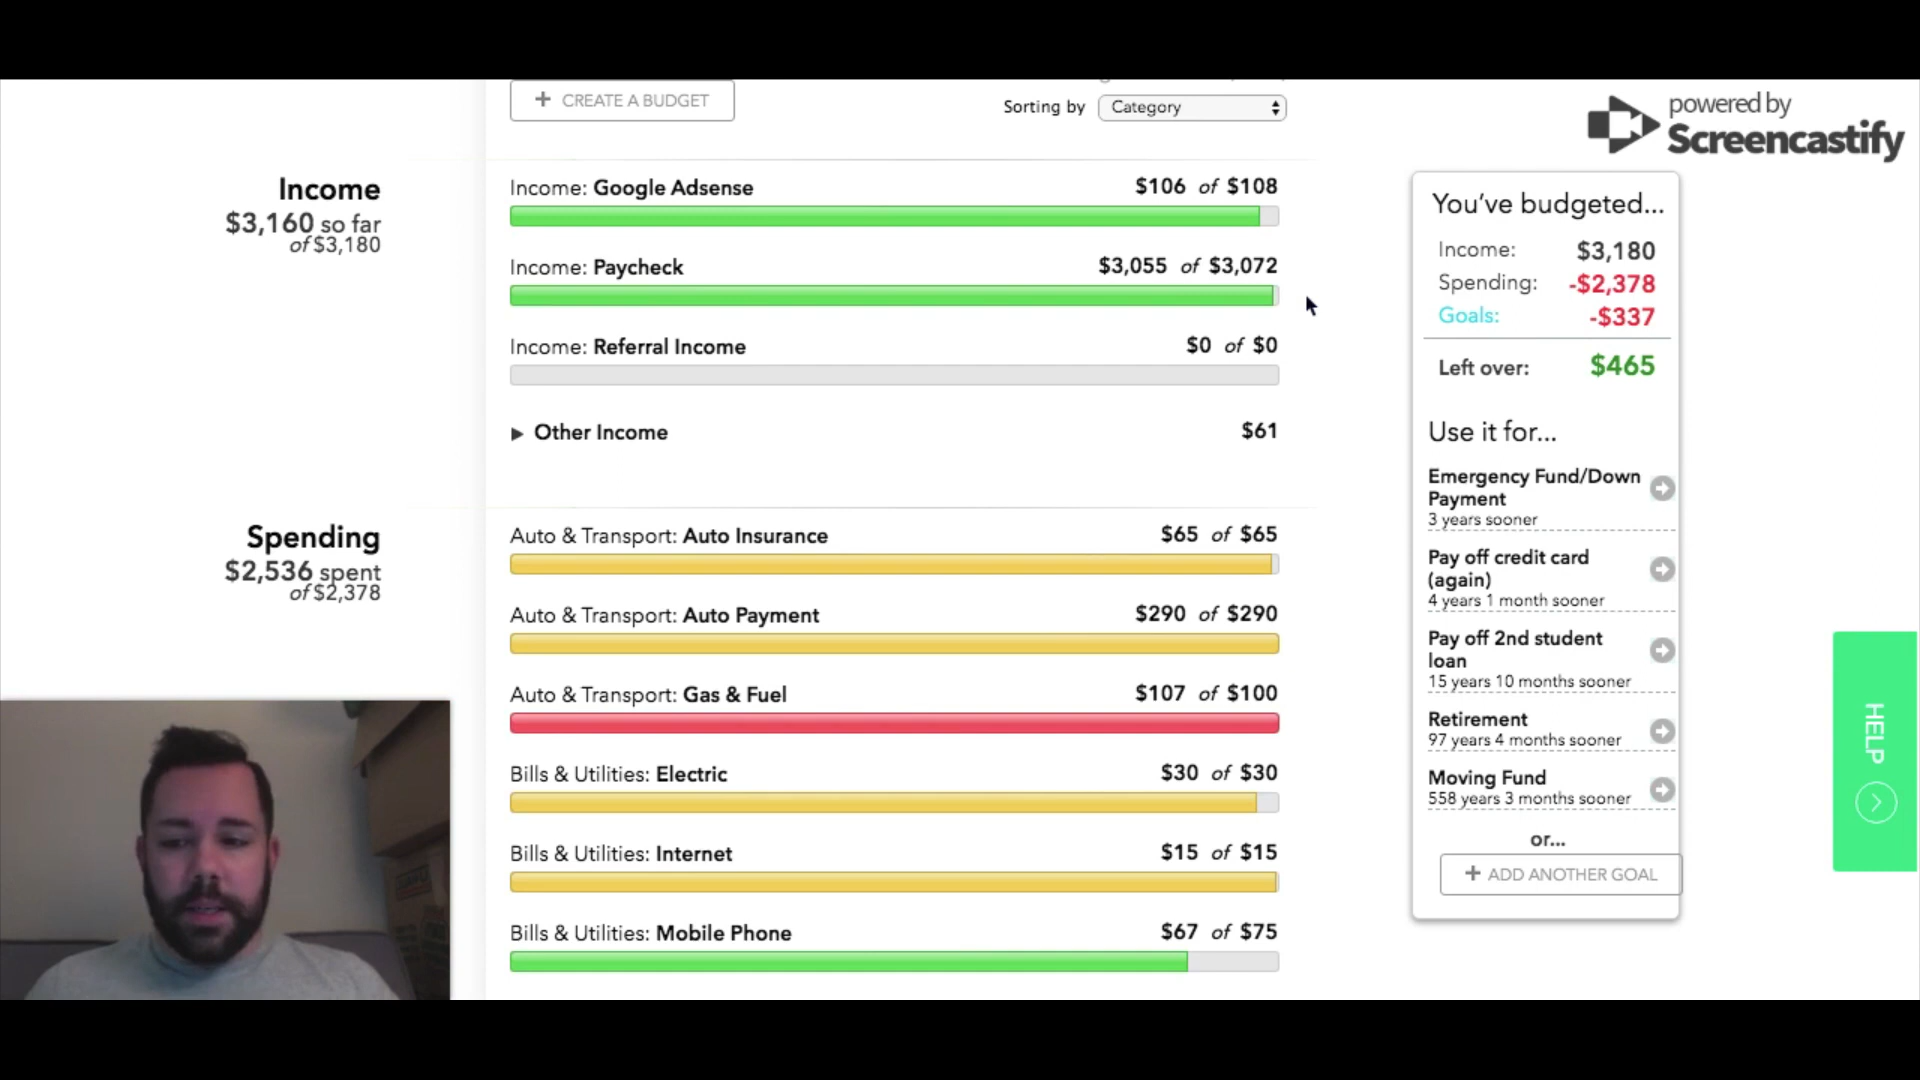 + CREATE A BUDGET
Sorting by Category
powered by
Screencastify
Income
$3,160 so far
of $3,180
Income: Google Adsense $106 of $108
Income: Paycheck $3,055 of $3,072
Income: Referral Income $0 of $0
▶ Other Income $61
Spending
$2,536 spent
of $2,378
Auto & Transport: Auto Insurance $65 of $65
Auto & Transport: Auto Payment $290 of $290
Auto & Transport: Gas & Fuel $107 of $100
Bills & Utilities: Electric $30 of $30
Bills & Utilities: Internet $15 of $15
Bills & Utilities: Mobile Phone $67 of $75
You've budgeted...
Income: $3,180
Spending: -$2,378
Goals: -$337
Left over: $465
Use it for...
Emergency Fund/Down
Payment
3 years sooner
Pay off credit card
(again)
4 years 1 month sooner
Pay off 2nd student
loan
15 years 10 months sooner
Retirement
97 years 4 months sooner
Moving Fund
558 years 3 months sooner
or...
+ ADD ANOTHER GOAL
HELP